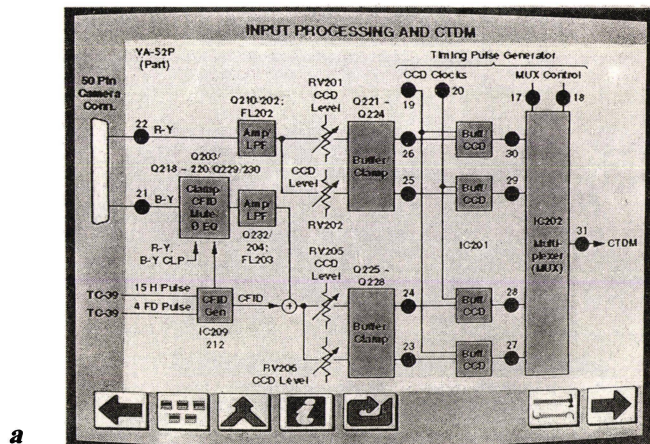 INPUT PROCESSING AND CTDM
VA-52P
(Part)
Timing Pulse Generator
50 Pin
Camera
Conn.
Q210/202;
FL202
RV201
CCD
Level
Q221 ~
Q224
CCD Clocks
19
20
MUX Control
17
18
22
R-Y
Amp/
LPF
Buffer/
Clamp
26
Buff/
CCD
30
Q203/
Q218 ~ 220/Q229/230
CCD
Level
25
Buff/
CCD
29
21
B-Y
Clamp/
CFID
Mute/
Ø EQ
Amp/
LPF
RV202
Q232/
204;
FL203
IC201
IC202
Multi-
plexer
(MUX)
31
CTDM
R-Y;
B-Y CLP
RV205
CCD
Level
Q225 ~
Q228
TC-39
15 H Pulse
TC-39
4 FD Pulse
CFID
Gen
CFID
+
Buffer/
Clamp
24
Buff/
CCD
28
IC209
212
23
Buff/
CCD
27
RV206
CCD Level
i
a